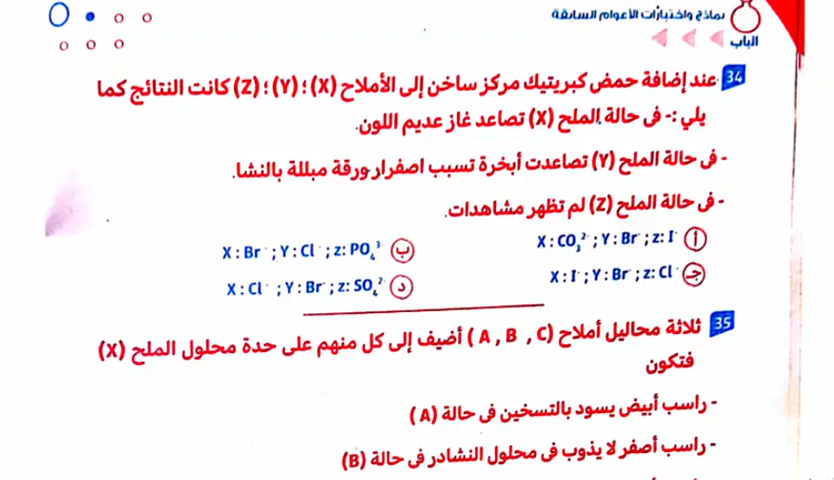 نماذج واختبارات الأعوام السابقة
الباب
34 عند إضافة حمض كبريتيك مركز ساخن إلى الأملاح (X) ؛ (Y) ؛ (Z) كانت النتائج كما
يلي :- فى حالة الملح (X) تصاعد غاز عديم اللون.
- فى حالة الملح (Y) تصاعدت أبخرة تسبب اصفرار ورقة مبللة بالنشا.
- فى حالة الملح (Z) لم تظهر مشاهدات.
أ X : CO₃²⁻ ; Y : Br⁻ ; z: I⁻
ب X : Br⁻ ; Y : Cl⁻ ; z: PO₄³⁻
جـ X : I⁻ ; Y : Br⁻ ; z: Cl⁻
د X : Cl⁻ ; Y : Br⁻ ; z: SO₄²⁻
35 ثلاثة محاليل أملاح (A , B , C) أضيف إلى كل منهم على حدة محلول الملح (X)
فتكون
- راسب أبيض يسود بالتسخين فى حالة (A)
- راسب أصفر لا يذوب فى محلول النشادر فى حالة (B)